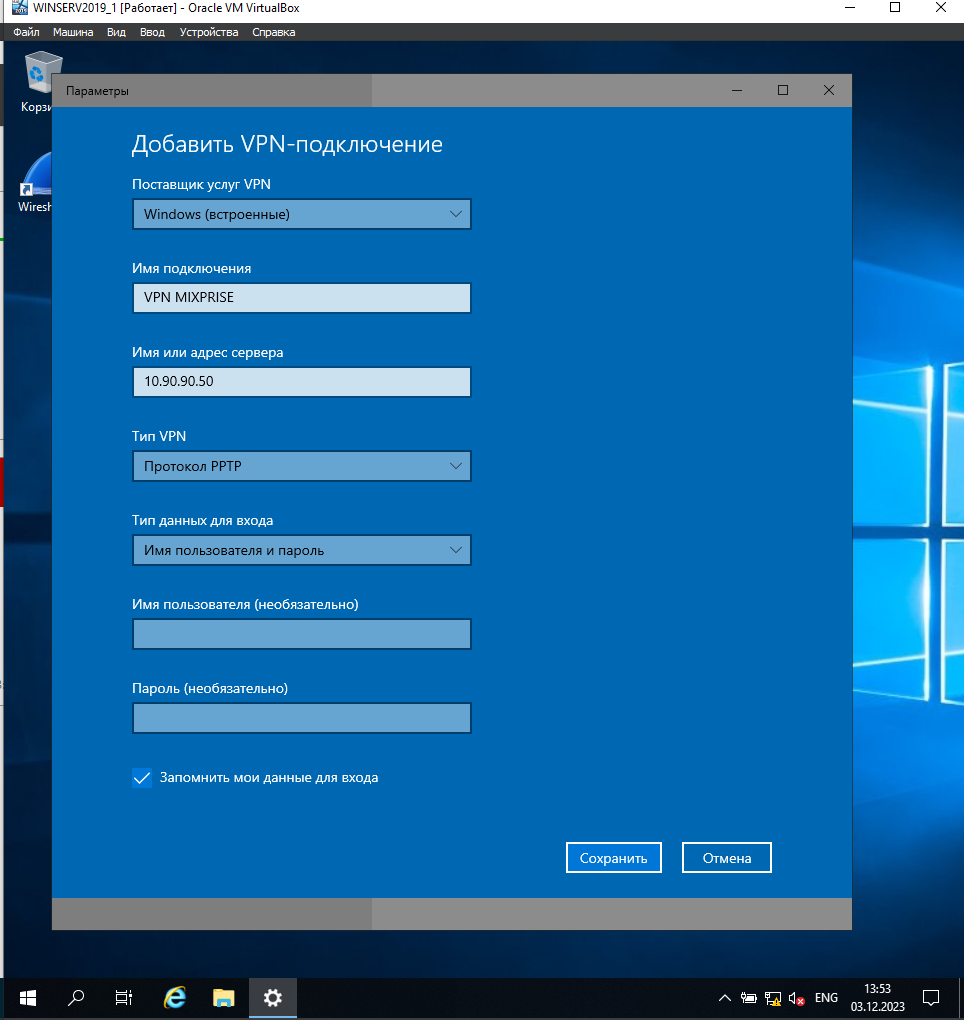 WINSERV2019_1 [Работает] - Oracle VM VirtualBox
Файл Машина Вид Ввод Устройства Справка
Параметры
Добавить VPN-подключение
Поставщик услуг VPN
Windows (встроенные)
Имя подключения
VPN MIXPRISE
Имя или адрес сервера
10.90.90.50
Тип VPN
Протокол PPTP
Тип данных для входа
Имя пользователя и пароль
Имя пользователя (необязательно)
Пароль (необязательно)
Запомнить мои данные для входа
Сохранить Отмена
ENG
13:53
03.12.2023